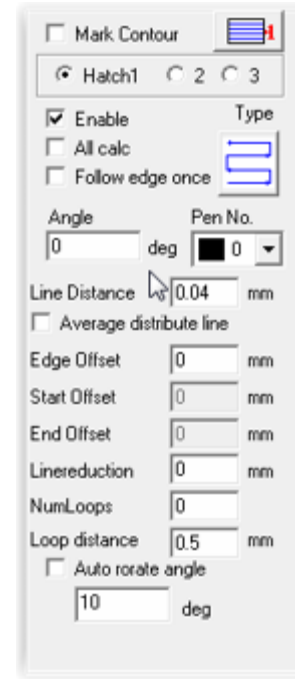 Mark Contour
Hatch1 2 3
Enable Type
All calc
Follow edge once
Angle Pen No.
0 deg 0
Line Distance 0.04 mm
Average distribute line
Edge Offset 0 mm
Start Offset 0 mm
End Offset 0 mm
Linereduction 0 mm
NumLoops 0
Loop distance 0.5 mm
Auto rorate angle
10 deg